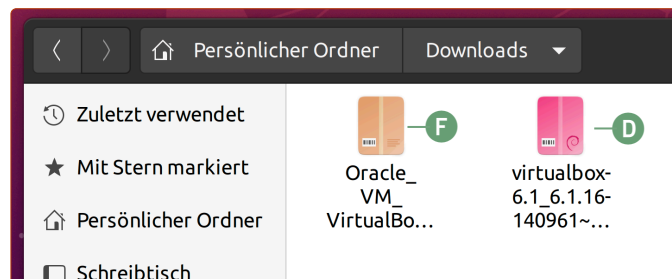 Persönlicher Ordner Downloads
Zuletzt verwendet
Mit Stern markiert
Persönlicher Ordner
Schreibtisch
F
D
Oracle_
VM_
VirtualBo...
virtualbox-
6.1_6.1.16-
140961~...